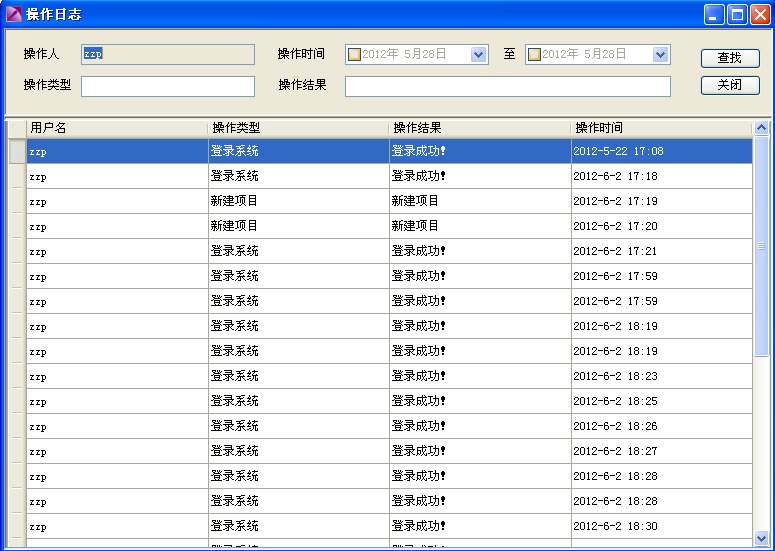 操作日志
操作人 zzp 操作时间 2012年 5月28日 至 2012年 5月28日 查找
操作类型 操作结果 关闭
用户名 操作类型 操作结果 操作时间
zzp 登录系统 登录成功! 2012-5-22 17:08
zzp 登录系统 登录成功! 2012-6-2 17:18
zzp 新建项目 新建项目 2012-6-2 17:19
zzp 新建项目 新建项目 2012-6-2 17:20
zzp 登录系统 登录成功! 2012-6-2 17:21
zzp 登录系统 登录成功! 2012-6-2 17:59
zzp 登录系统 登录成功! 2012-6-2 17:59
zzp 登录系统 登录成功! 2012-6-2 18:19
zzp 登录系统 登录成功! 2012-6-2 18:19
zzp 登录系统 登录成功! 2012-6-2 18:23
zzp 登录系统 登录成功! 2012-6-2 18:25
zzp 登录系统 登录成功! 2012-6-2 18:26
zzp 登录系统 登录成功! 2012-6-2 18:27
zzp 登录系统 登录成功! 2012-6-2 18:28
zzp 登录系统 登录成功! 2012-6-2 18:28
zzp 登录系统 登录成功! 2012-6-2 18:30